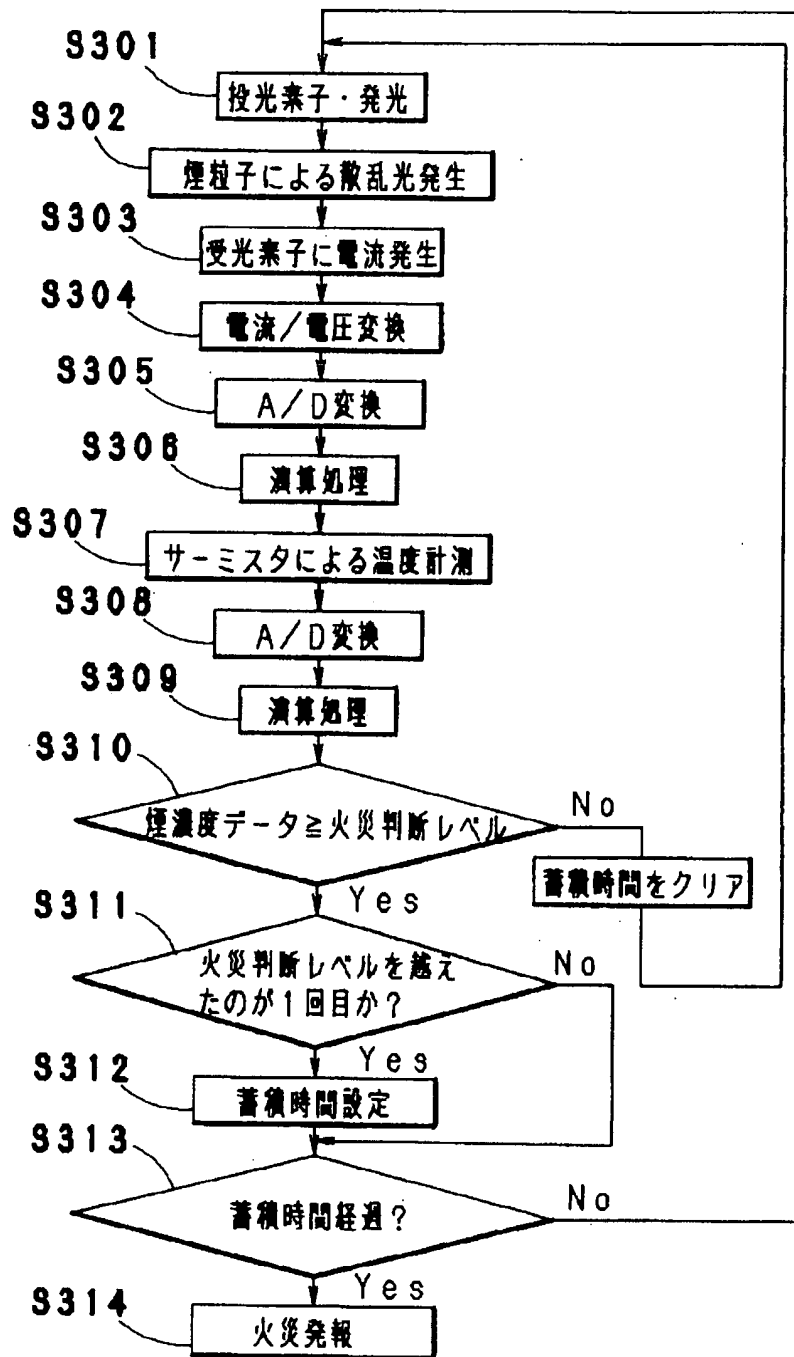 S301
投光素子・発光
S302
煙粒子による散乱光発生
S303
受光素子に電流発生
S304
電流／電圧変換
S305
A／D変換
S306
演算処理
S307
サーミスタによる温度計測
S308
A／D変換
S309
演算処理
S310
煙濃度データ≧火災判断レベル
No
蓄積時間をクリア
Yes
S311
火災判断レベルを越え
たのが1回目か？
No
Yes
S312
蓄積時間設定
S313
蓄積時間経過？
No
Yes
S314
火災発報